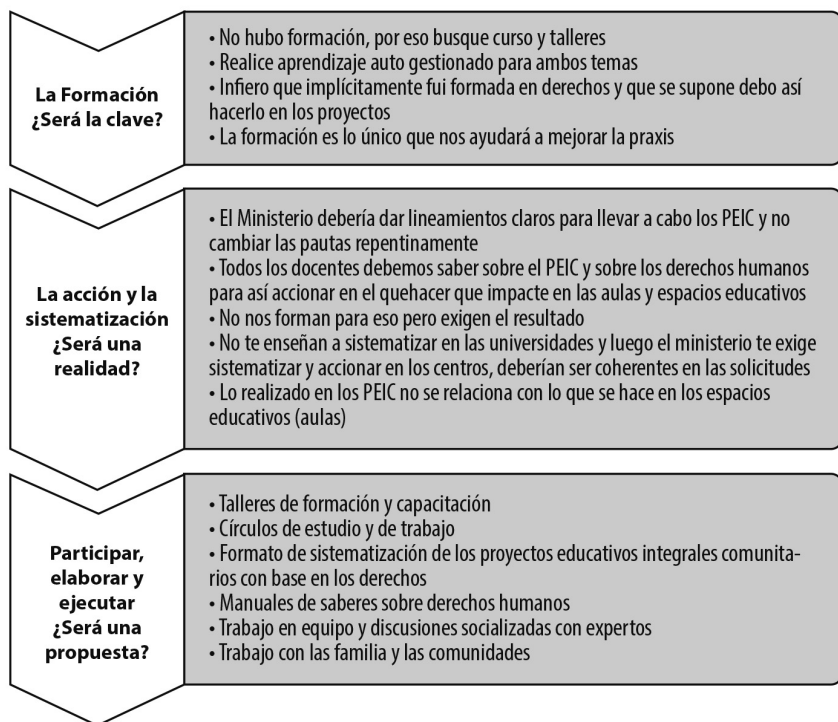 La Formación
¿Será la clave?
• No hubo formación, por eso busque curso y talleres
• Realice aprendizaje auto gestionado para ambos temas
• Infiero que implícitamente fui formada en derechos y que se supone debo así
hacerlo en los proyectos
• La formación es lo único que nos ayudará a mejorar la praxis
La acción y la
sistematización
¿Será una
realidad?
• El Ministerio debería dar lineamientos claros para llevar a cabo los PEIC y no
cambiar las pautas repentinamente
• Todos los docentes debemos saber sobre el PEIC y sobre los derechos humanos
para así accionar en el quehacer que impacte en las aulas y espacios educativos
• No nos forman para eso pero exigen el resultado
• No te enseñan a sistematizar en las universidades y luego el ministerio te exige
sistematizar y accionar en los centros, deberían ser coherentes en las solicitudes
• Lo realizado en los PEIC no se relaciona con lo que se hace en los espacios
educativos (aulas)
Participar,
elaborar y
ejecutar
¿Será una
propuesta?
• Talleres de formación y capacitación
• Círculos de estudio y de trabajo
• Formato de sistematización de los proyectos educativos integrales comunita-
rios con base en los derechos
• Manuales de saberes sobre derechos humanos
• Trabajo en equipo y discusiones socializadas con expertos
• Trabajo con las familia y las comunidades